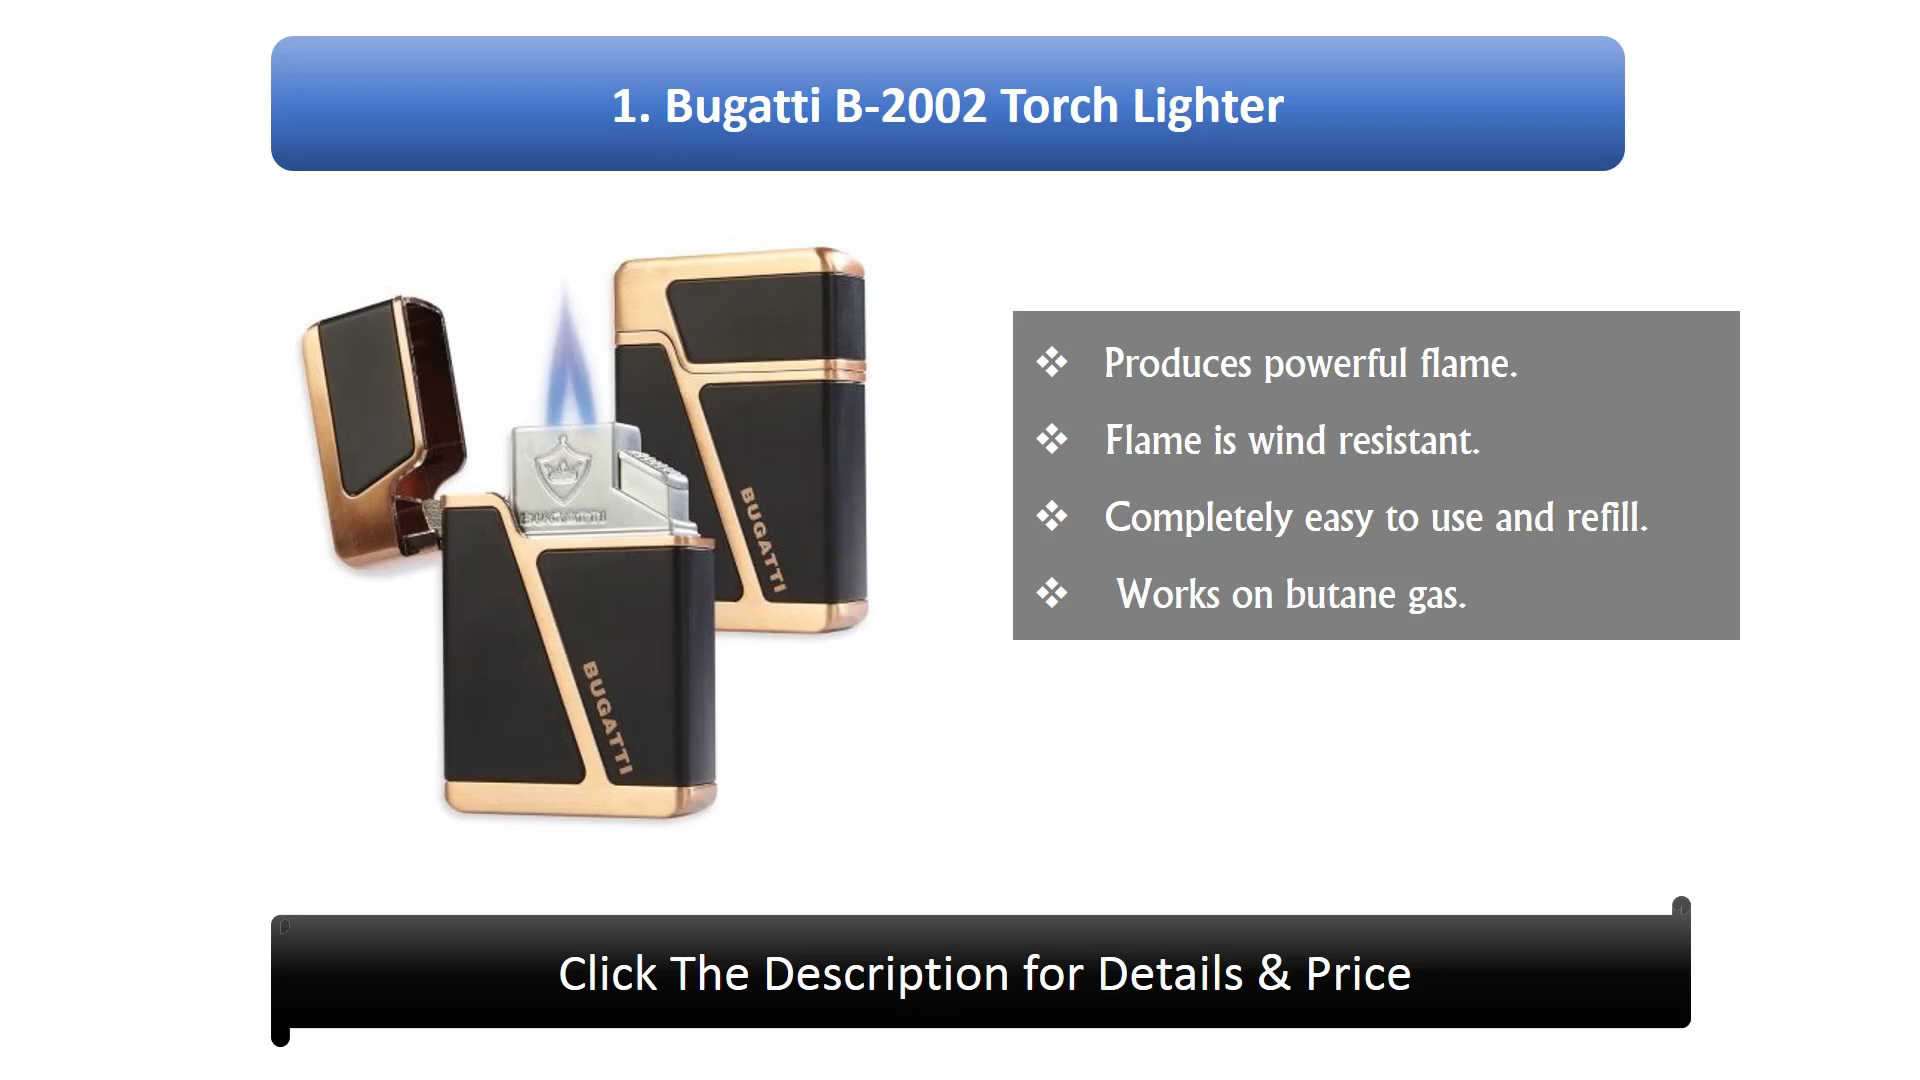 1. Bugatti B-2002 Torch Lighter
BUGATTI
BUGATTI
BUGATTI
Produces powerful flame.
Flame is wind resistant.
Completely easy to use and refill.
Works on butane gas.
Click The Description for Details & Price